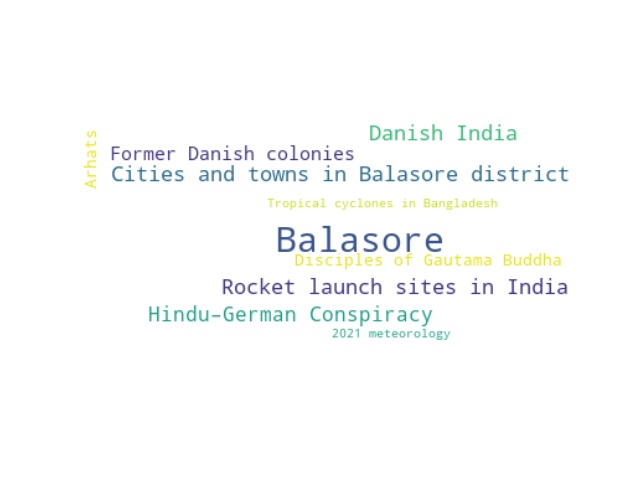 Danish India
Arhats
Former Danish colonies
Cities and towns in Balasore district
Tropical cyclones in Bangladesh
Balasore
Disciples of Gautama Buddha
Rocket launch sites in India
Hindu–German Conspiracy
2021 meteorology